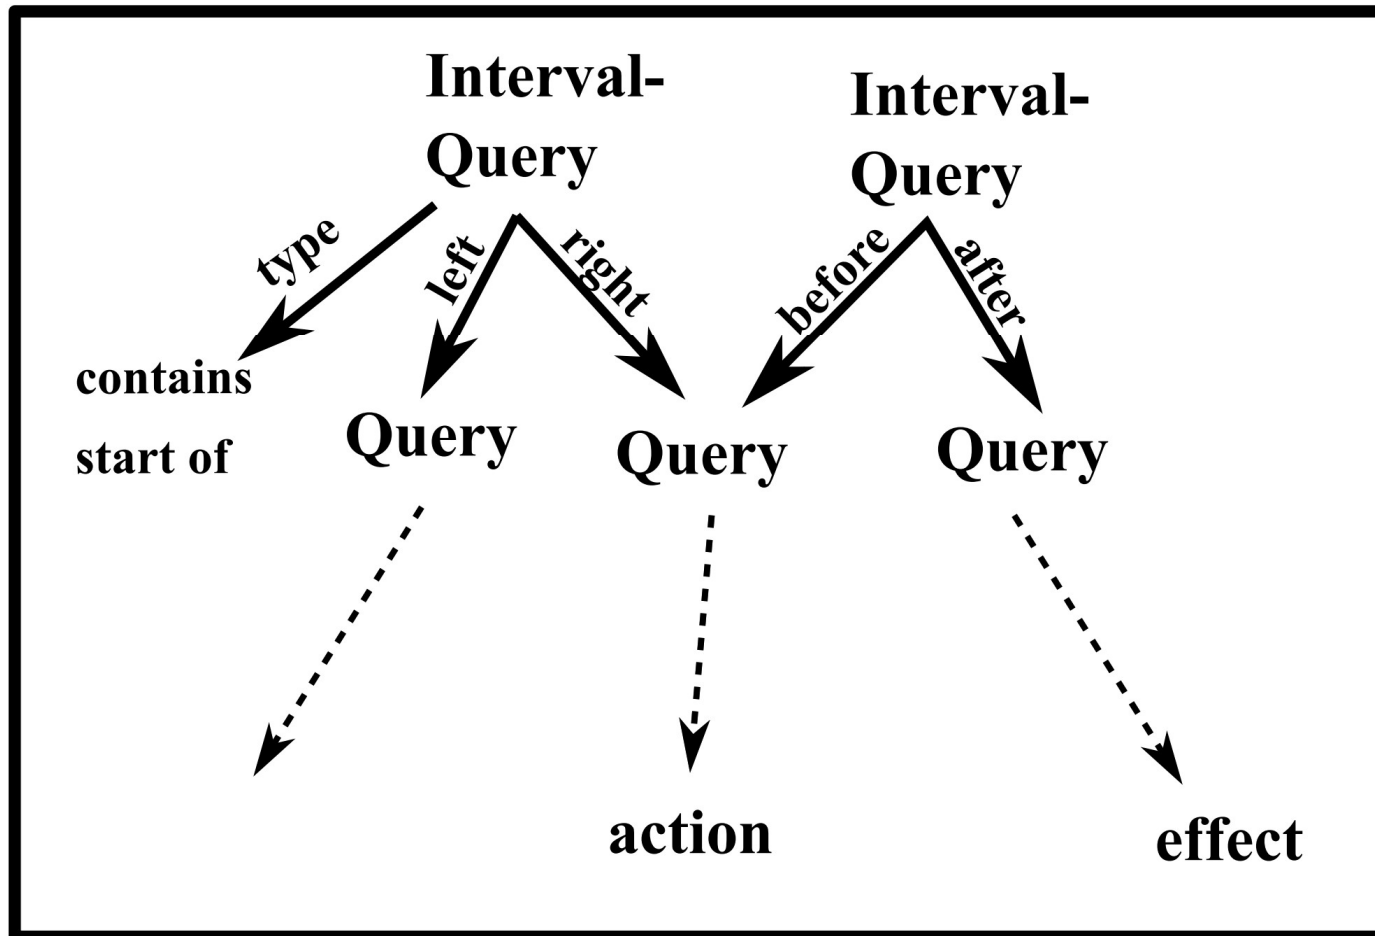 Interval-
Query
Interval-
Query
type
left
right
before
after
contains
start of
Query
Query
Query
action
effect